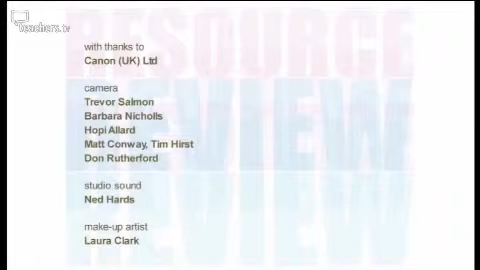 teachers.tv
RESOURCE
REVIEW
REVIEW
with thanks to
Canon (UK) Ltd
camera
Trevor Salmon
Barbara Nicholls
Hopi Allard
Matt Conway, Tim Hirst
Don Rutherford
studio sound
Ned Hards
make-up artist
Laura Clark